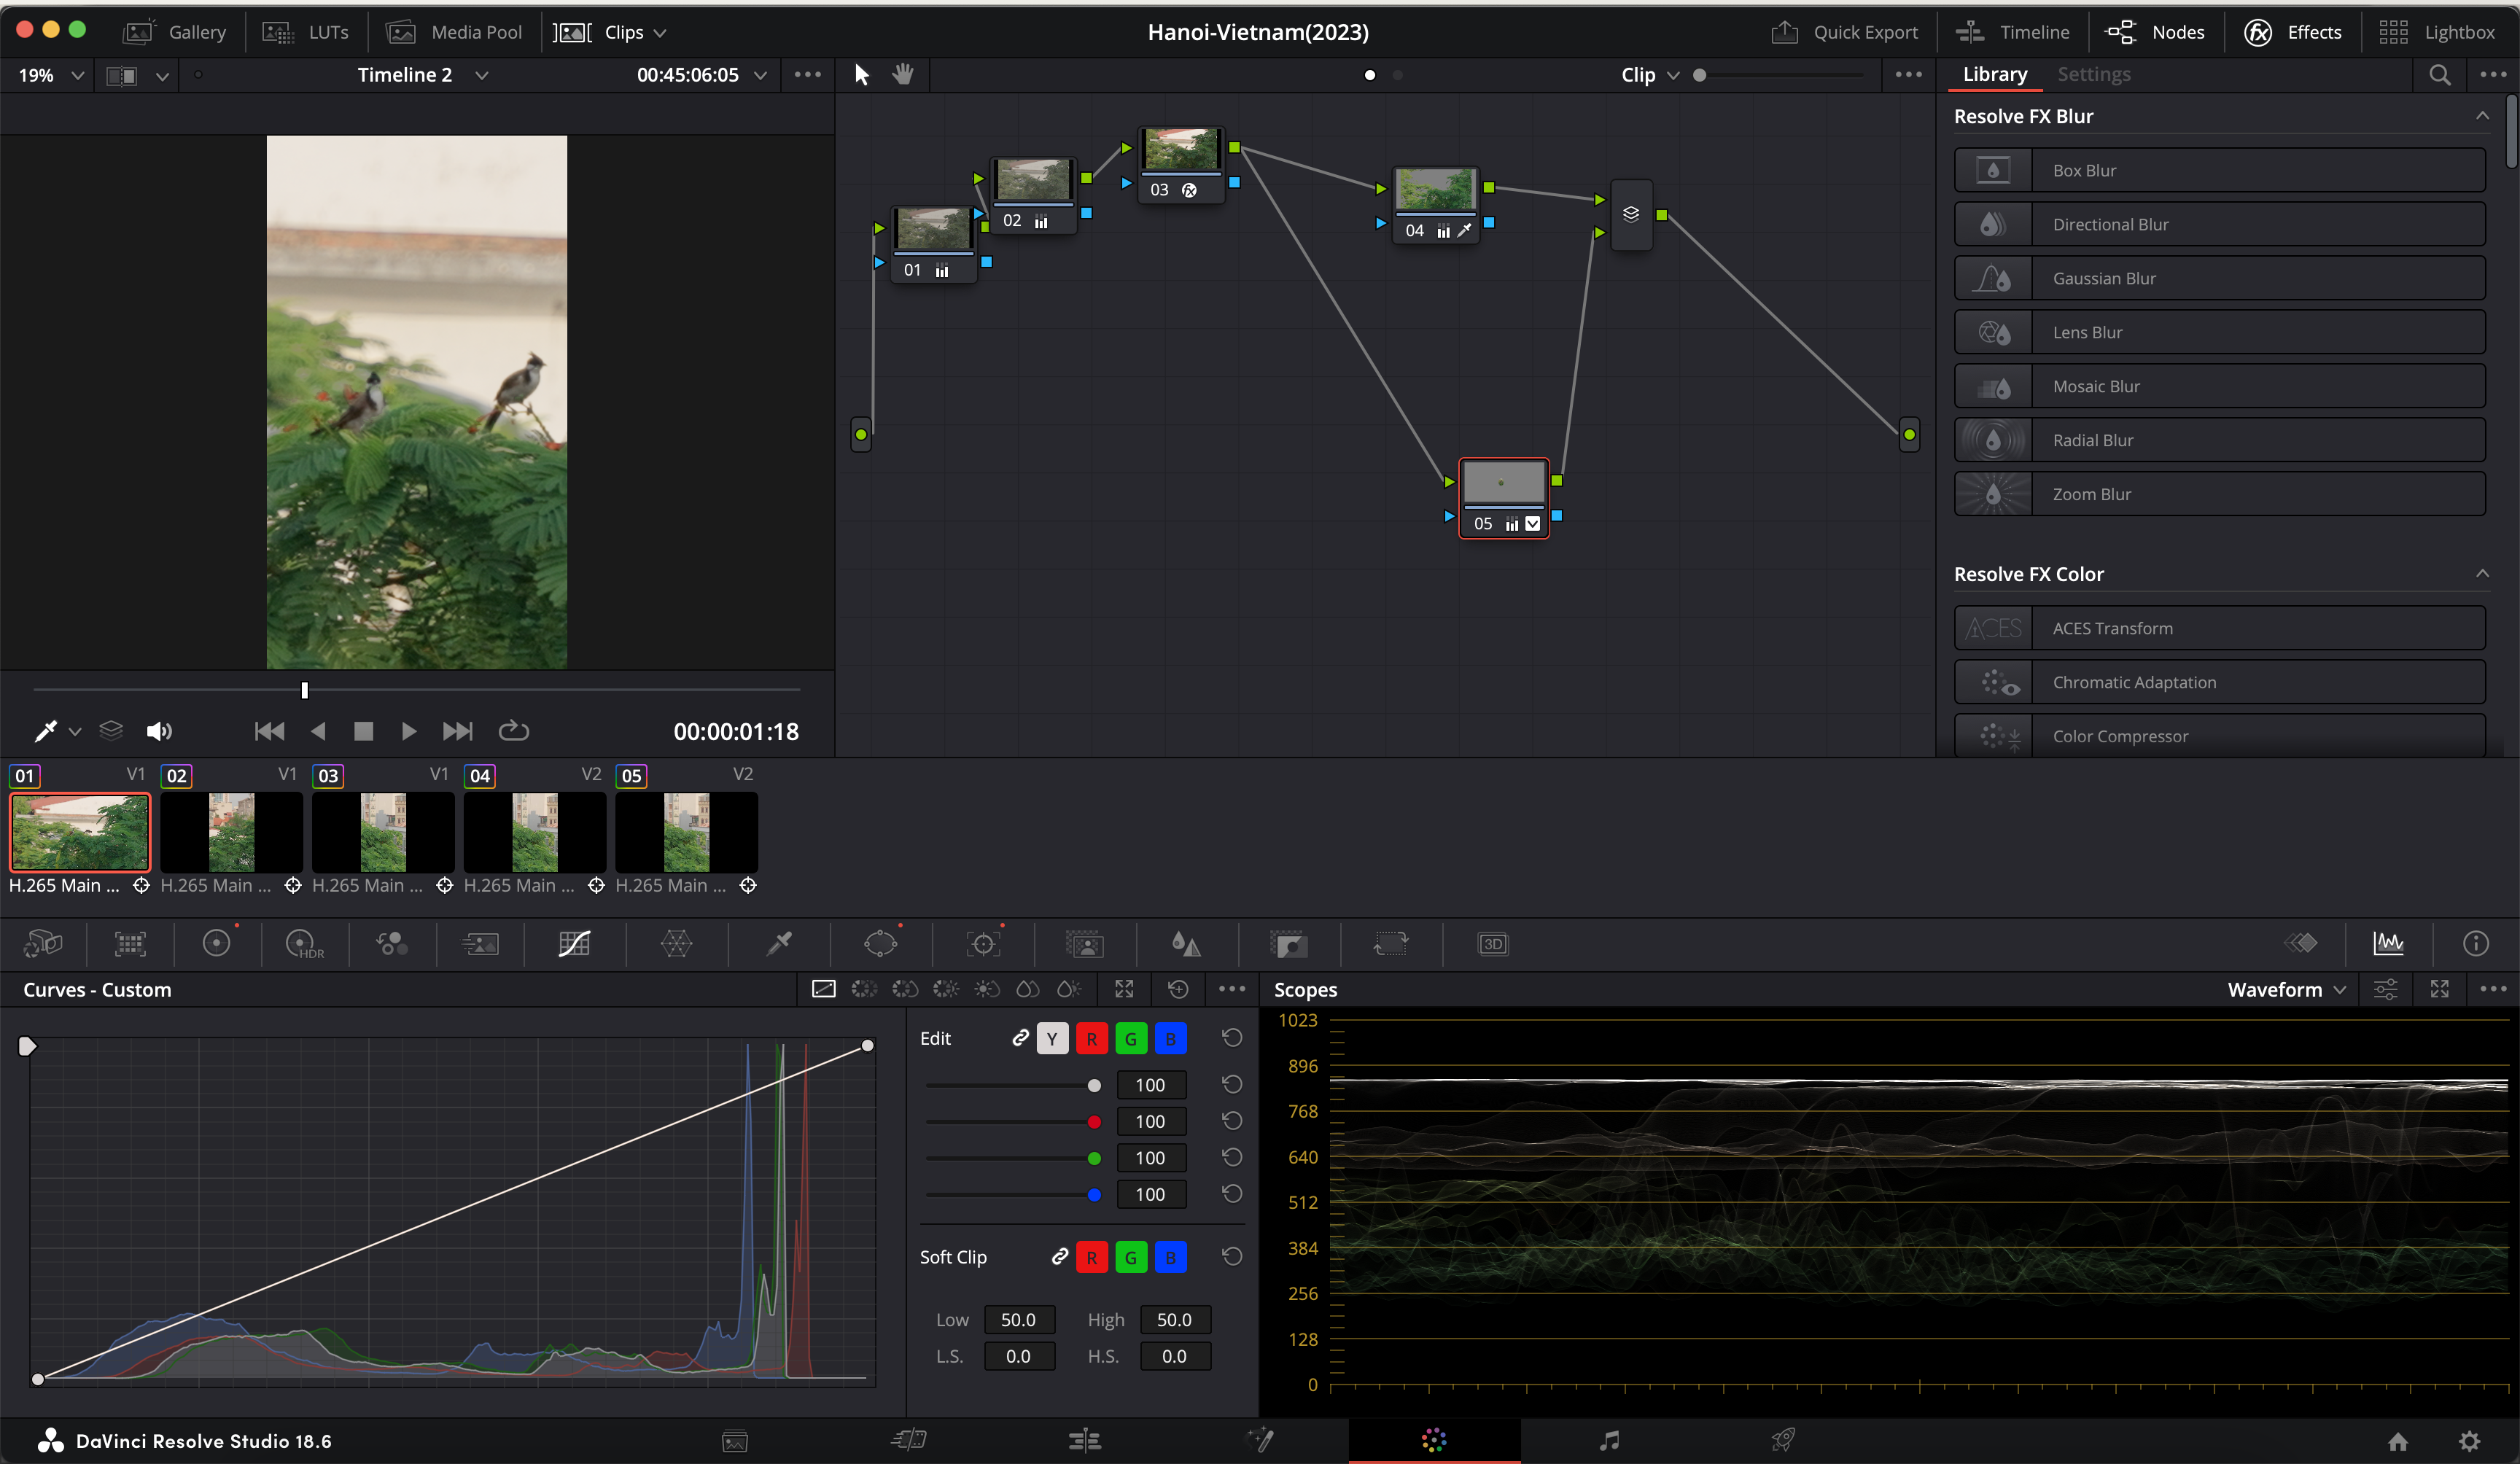 Gallery LUTs Media Pool Clips Hanoi-Vietnam(2023) Quick Export Timeline Nodes Effects Lightbox
19% Timeline 2 00:45:06:05 Clip Library Settings
Resolve FX Blur
Box Blur
Directional Blur
Gaussian Blur
Lens Blur
Mosaic Blur
Radial Blur
Zoom Blur
Resolve FX Color
ACES ACES Transform
Chromatic Adaptation
Color Compressor
03
02
04
01
05
00:00:01:18
01 V1 02 V1 03 V1 04 V2 05 V2
H.265 Main ... H.265 Main ... H.265 Main ... H.265 Main ... H.265 Main ...
HDR 3D
Curves - Custom
Edit Y R G B
100
100
100
100
Soft Clip R G B
Low 50.0 High 50.0
L.S. 0.0 H.S. 0.0
Scopes Waveform
1023
896
768
640
512
384
256
128
0
DaVinci Resolve Studio 18.6